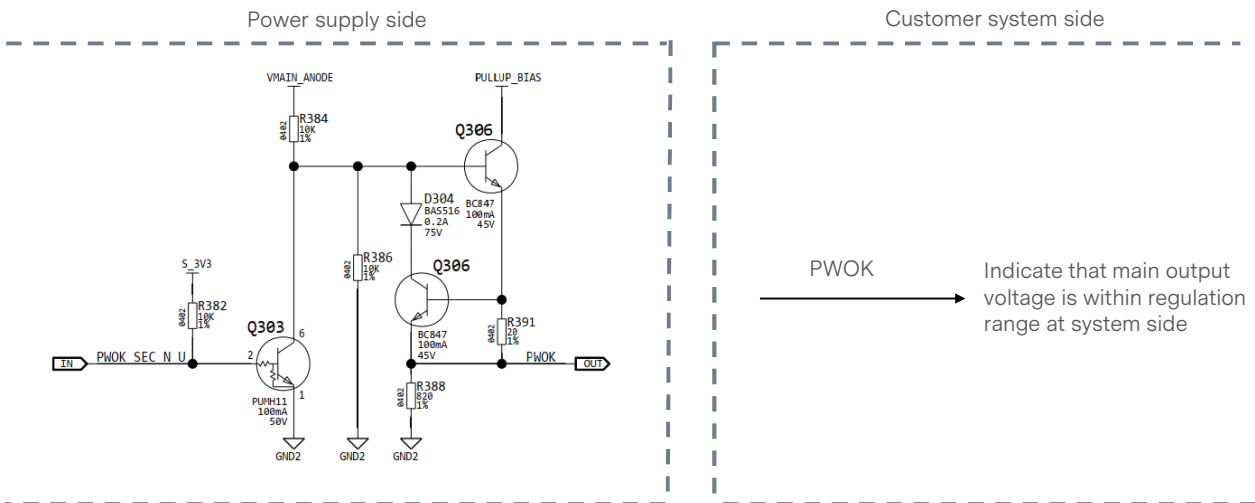 Power supply side
Customer system side
VMAIN_ANODE
PULLUP_BIAS
R384
10K
1%
0402
Q306
BC847
100mA
45V
D304
BAS516
0.2A
75V
R386
10K
1%
0402
Q306
BC847
100mA
45V
S_3V3
R382
10K
1%
0402
Q303
6
2
1
IN
PWOK_SEC_N_U
PUMH11
100mA
50V
R391
20
1%
0402
PWOK
OUT
R388
820
1%
0402
GND2
GND2
GND2
PWOK
Indicate that main output
voltage is within regulation
range at system side